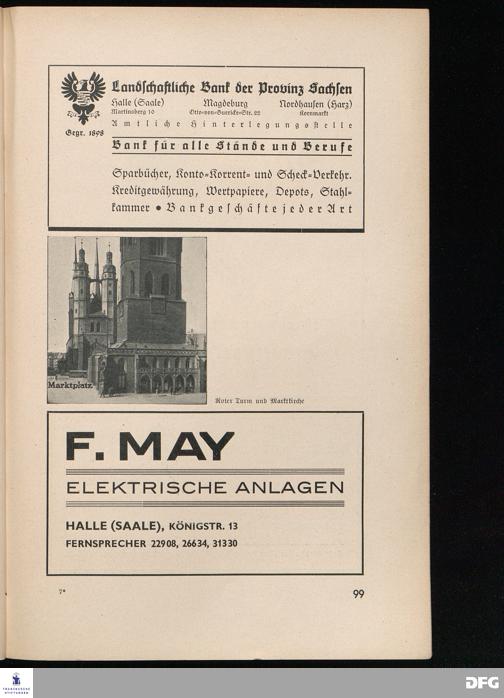 Landschaftliche Bank der Provinz Sachsen
Halle (Saale) Magdeburg Nordhausen (Harz)
Martinsberg 10 Otto-von-Guericke-Str. 22 Kornmarkt
Amtliche Hinterlegungsstelle
Gegr. 1898
Bank für alle Stände und Berufe
Sparbücher, Konto-Korrent- und Scheck-Verkehr.
Kreditgewährung, Wertpapiere, Depots, Stahl-
kammer • Bankgeschäfte jeder Art
Marktplatz
Roter Turm und Marktkirche
F. MAY
ELEKTRISCHE ANLAGEN
HALLE (SAALE), KÖNIGSTR. 13
FERNSPRECHER 22908, 26634, 31330
7*
99
FRANCKESCHE
STIFTUNGEN
DFG